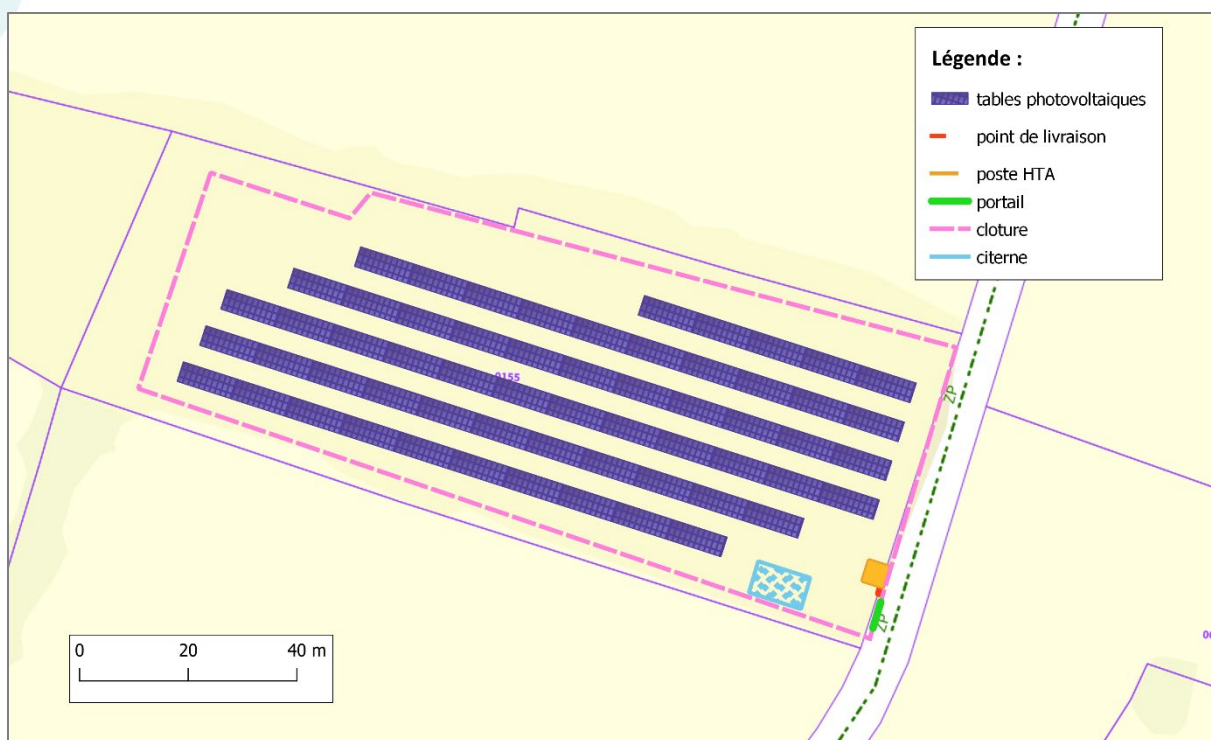 Légende :
tables photovoltaiques
point de livraison
poste HTA
portail
cloture
citerne
ZP
0155
ZP
0 20 40 m